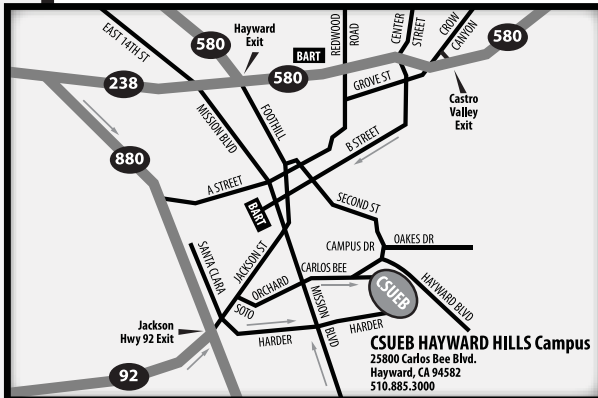 EAST 14TH ST
580
Hayward
Exit
BART
REDWOOD
ROAD
CENTER
STREET
CROW
CANYON
580
238
580
GROVE ST
Castro
Valley
Exit
MISSION BLVD
FOOTHILL
B STREET
880
A STREET
BART
SECOND ST
SANTA CLARA
JACKSON ST
CAMPUS DR
OAKES DR
CARLOS BEE
ORCHARD
CSUEB
HAYWARD BLVD
SOTO
MISSION
BLVD
HARDER
HARDER
Jackson
Hwy 92 Exit
92
CSUEB HAYWARD HILLS Campus
25800 Carlos Bee Blvd.
Hayward, CA 94582
510.885.3000